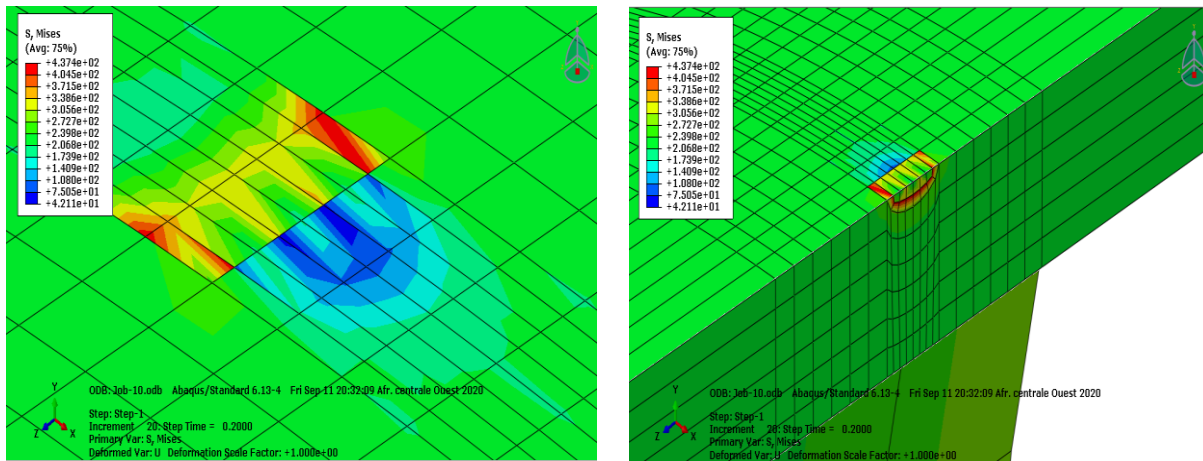 S, Mises
(Avg: 75%)
+4.374e+02
+4.045e+02
+3.715e+02
+3.386e+02
+3.056e+02
+2.727e+02
+2.398e+02
+2.068e+02
+1.739e+02
+1.409e+02
+1.080e+02
+7.505e+01
+4.211e+01
Y
Z
X
ODB: Job-10.odb Abaqus/Standard 6.13-4 Fri Sep 11 20:32:09 Afr. centrale Ouest 2020
Step: Step-1
Increment 20: Step Time = 0.2000
Primary Var: S, Mises
Deformed Var: U Deformation Scale Factor: +1.000e+00
S, Mises
(Avg: 75%)
+4.374e+02
+4.045e+02
+3.715e+02
+3.386e+02
+3.056e+02
+2.727e+02
+2.398e+02
+2.068e+02
+1.739e+02
+1.409e+02
+1.080e+02
+7.505e+01
+4.211e+01
Y
Z
X
ODB: Job-10.odb Abaqus/Standard 6.13-4 Fri Sep 11 20:32:09 Afr. centrale Ouest 2020
Step: Step-1
Increment 20: Step Time = 0.2000
Primary Var: S, Mises
Deformed Var: U Deformation Scale Factor: +1.000e+00